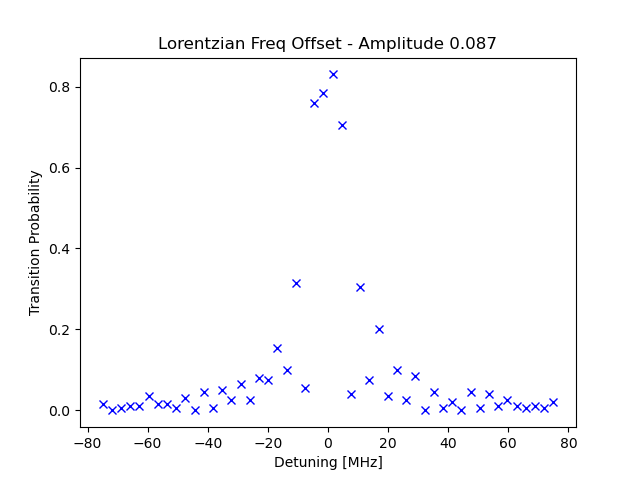 Lorentzian Freq Offset - Amplitude 0.087
Transition Probability
0.8
0.6
0.4
0.2
0.0
−80 −60 −40 −20 0 20 40 60 80
Detuning [MHz]